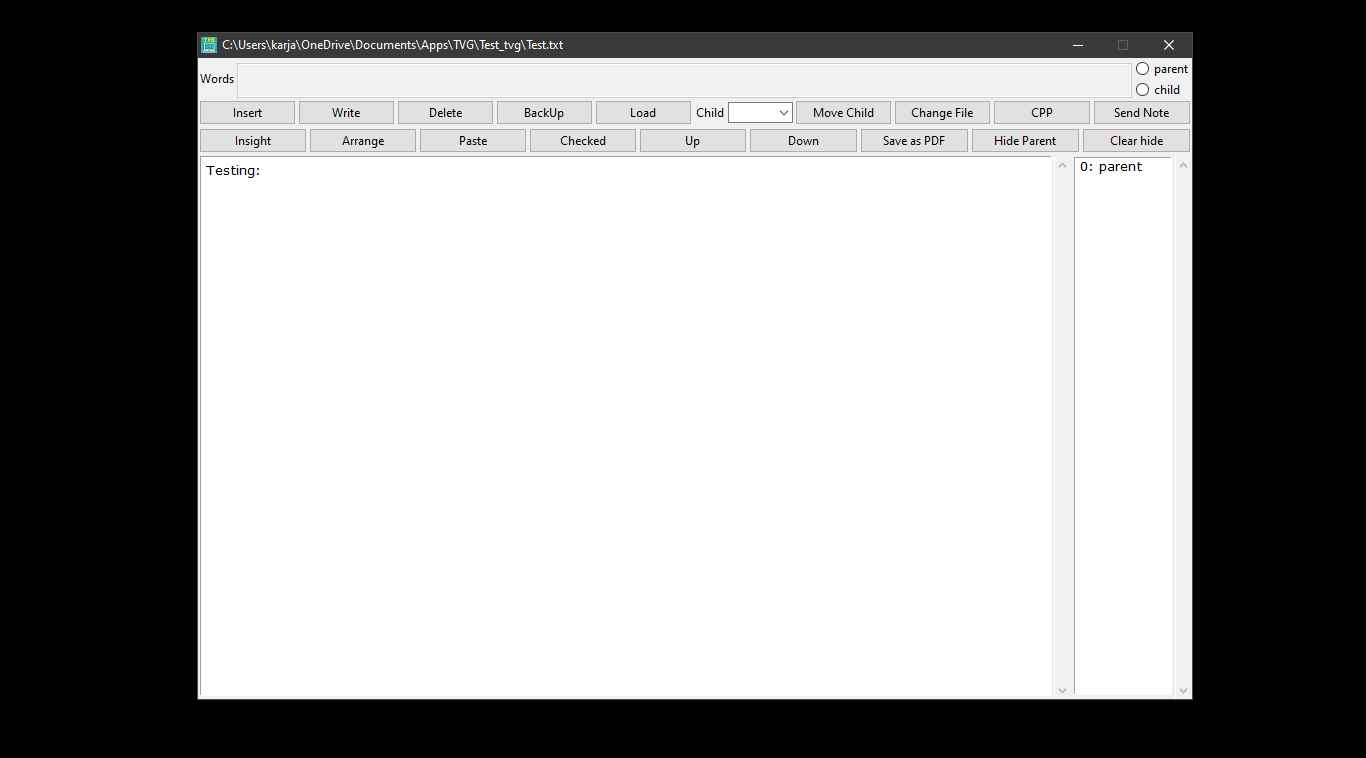 C:\Users\karja\OneDrive\Documents\Apps\TVG\Test_tvg\Test.txt
Words
parent
child
Insert Write Delete BackUp Load Child Move Child Change File CPP Send Note
Insight Arrange Paste Checked Up Down Save as PDF Hide Parent Clear hide
Testing:
0: parent